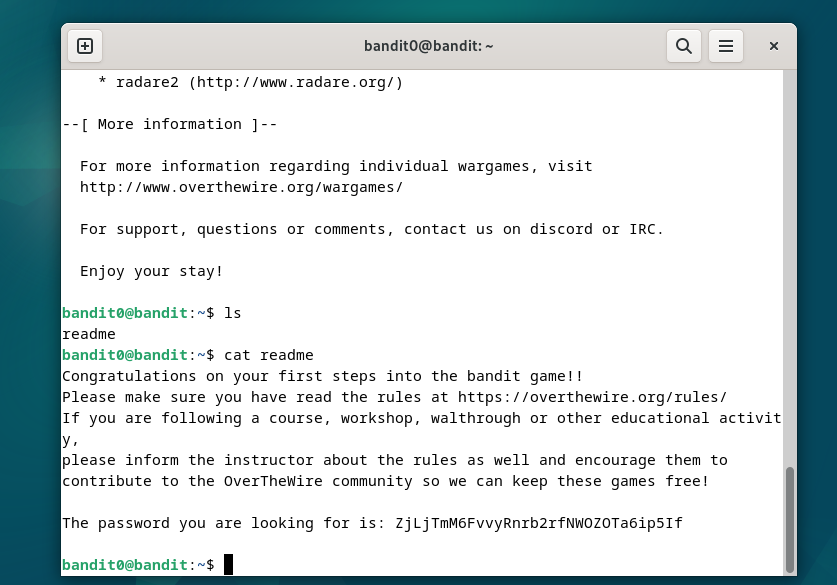 bandit0@bandit: ~
* radare2 (http://www.radare.org/)
--[ More information ]--
For more information regarding individual wargames, visit
http://www.overthewire.org/wargames/
For support, questions or comments, contact us on discord or IRC.
Enjoy your stay!
bandit0@bandit:~$ ls
readme
bandit0@bandit:~$ cat readme
Congratulations on your first steps into the bandit game!!
Please make sure you have read the rules at https://overthewire.org/rules/
If you are following a course, workshop, walthrough or other educational activit
y,
please inform the instructor about the rules as well and encourage them to
contribute to the OverTheWire community so we can keep these games free!
The password you are looking for is: ZjLjTmM6FvvyRnrb2rfNWOZOTa6ip5If
bandit0@bandit:~$